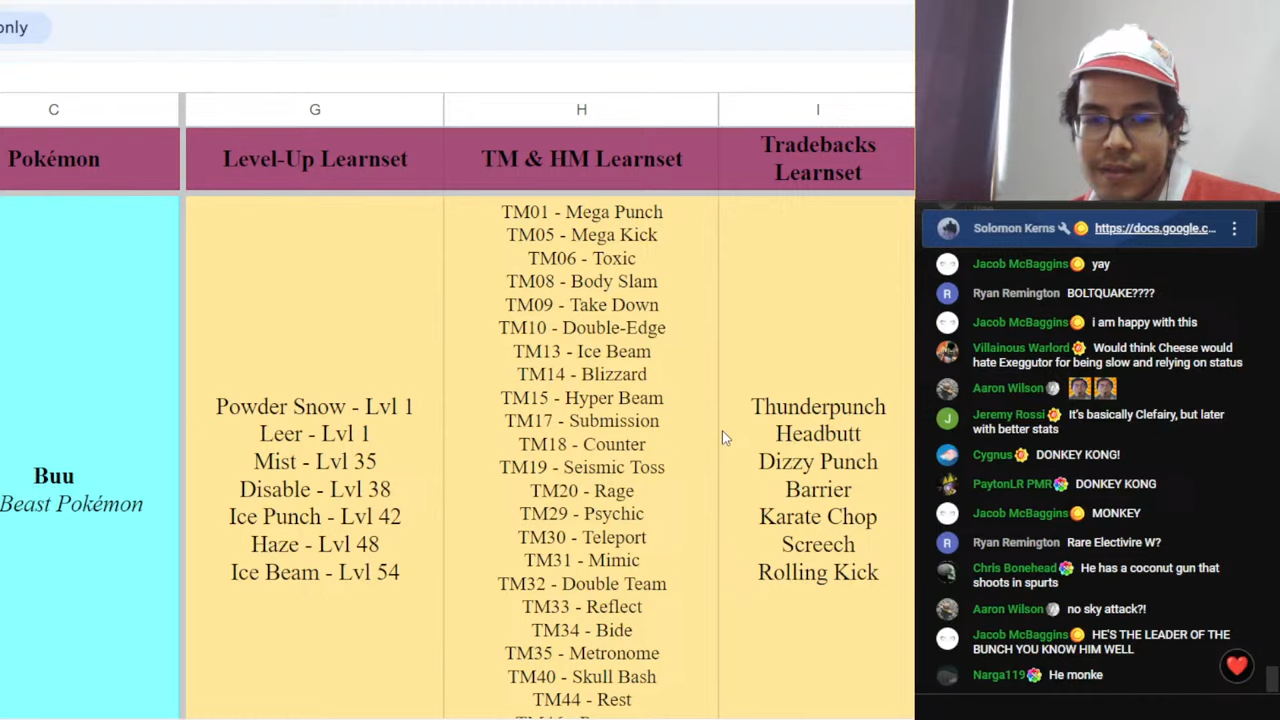 only
C
G
H
I
Pokémon
Level-Up Learnset
TM & HM Learnset
Tradebacks
Learnset
Buu
Beast Pokémon
Powder Snow - Lvl 1
Leer - Lvl 1
Mist - Lvl 35
Disable - Lvl 38
Ice Punch - Lvl 42
Haze - Lvl 48
Ice Beam - Lvl 54
TM01 - Mega Punch
TM05 - Mega Kick
TM06 - Toxic
TM08 - Body Slam
TM09 - Take Down
TM10 - Double-Edge
TM13 - Ice Beam
TM14 - Blizzard
TM15 - Hyper Beam
TM17 - Submission
TM18 - Counter
TM19 - Seismic Toss
TM20 - Rage
TM29 - Psychic
TM30 - Teleport
TM31 - Mimic
TM32 - Double Team
TM33 - Reflect
TM34 - Bide
TM35 - Metronome
TM40 - Skull Bash
TM44 - Rest
Thunderpunch
Headbutt
Dizzy Punch
Barrier
Karate Chop
Screech
Rolling Kick
Solomon Kerns https://docs.google.c...
Jacob McBaggins yay
R Ryan Remington BOLTQUAKE????
Jacob McBaggins i am happy with this
Villainous Warlord Would think Cheese would
hate Exeggutor for being slow and relying on status
Aaron Wilson
J Jeremy Rossi It's basically Clefairy, but later
with better stats
Cygnus DONKEY KONG!
PaytonLR PMR DONKEY KONG
Jacob McBaggins MONKEY
R Ryan Remington Rare Electivire W?
Chris Bonehead He has a coconut gun that
shoots in spurts
Aaron Wilson no sky attack?!
Jacob McBaggins HE'S THE LEADER OF THE
BUNCH YOU KNOW HIM WELL
Narga119 He monke